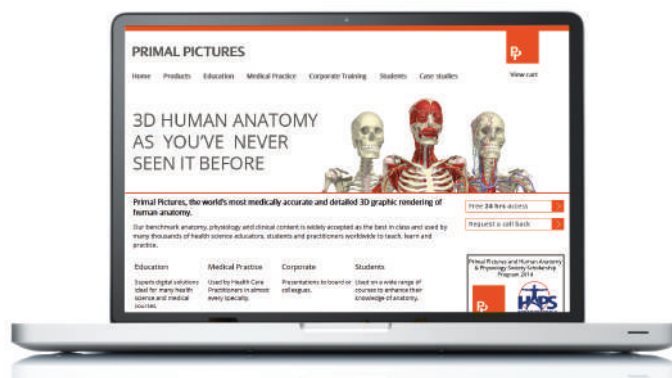 PRIMAL PICTURES
Home Products Education Medical Practice Corporate Training Students Case studies
View cart
3D HUMAN ANATOMY
AS YOU'VE NEVER
SEEN IT BEFORE
Primal Pictures, the world's most medically accurate and detailed 3D graphic rendering of
human anatomy.
Our benchmark anatomy, physiology and clinical content is widely accepted as the best in class and used by
many thousands of health science educators, students and practitioners worldwide to teach, learn and
practice.
Free 24 hrs access
Request a call back
Education
Experts digital solutions
ideal for many health
science and medical
courses.
Medical Practise
Used by Health Care
Practitioners in almost
every specialty.
Corporate
Presentations to board or
colleagues.
Students
Used on a wide range of
courses to enhance their
knowledge of anatomy.
Primal Pictures and Human Anatomy
& Physiology Society Scholarship
Program 2014
HAPS